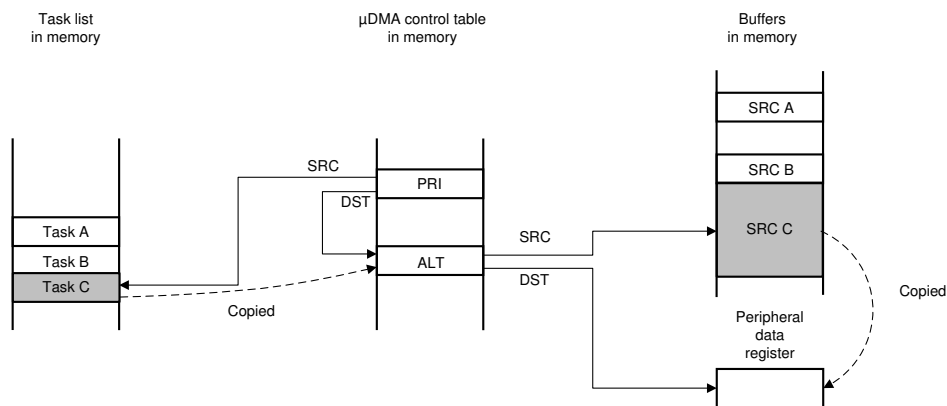 Task list
in memory
µDMA control table
in memory
Buffers
in memory
SRC A
SRC
SRC B
PRI
DST
Task A
SRC
SRC C
Task B
ALT
Task C
DST
Copied
Copied
Peripheral
data
register